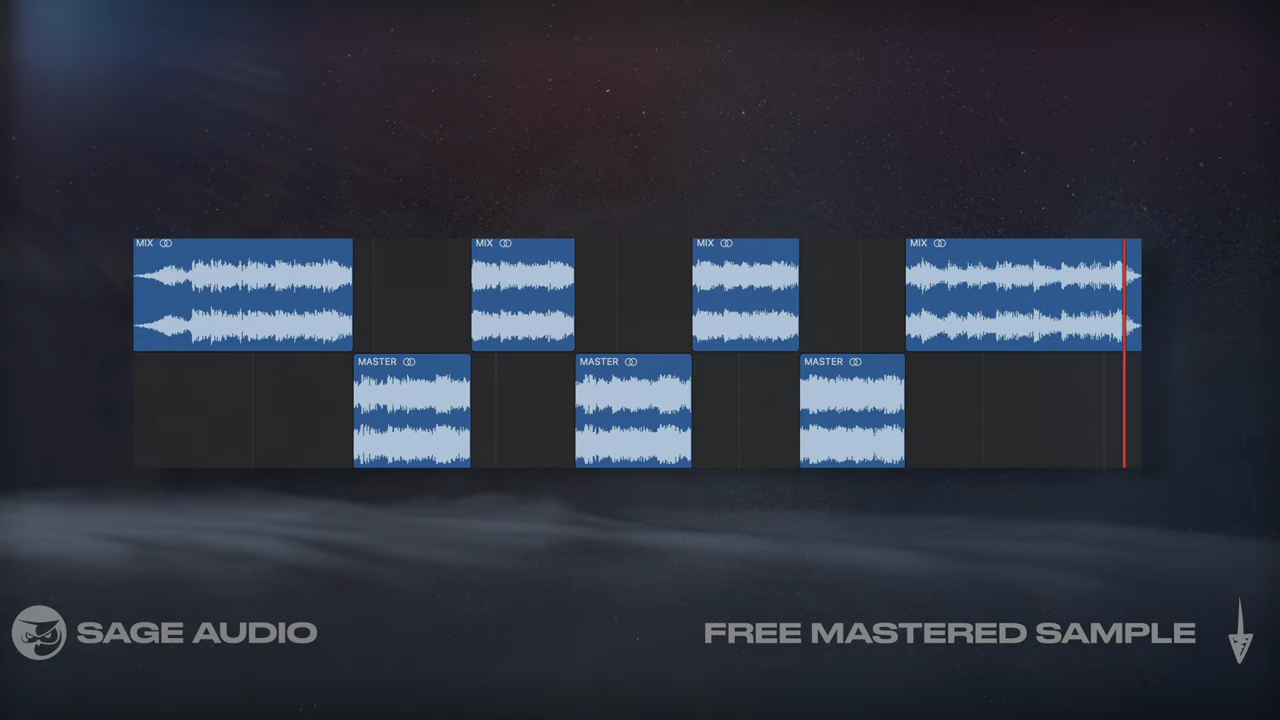 MIX
MIX
MIX
MIX
MASTER
MASTER
MASTER
SAGE AUDIO
FREE MASTERED SAMPLE